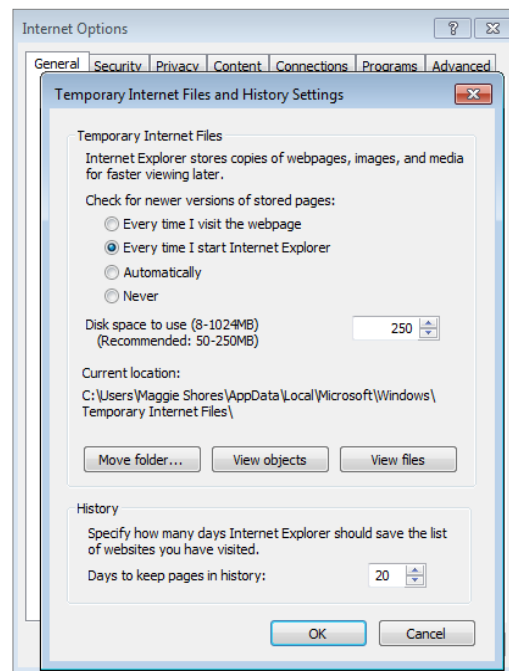 Internet Options
General Security Privacy Content Connections Programs Advanced
Temporary Internet Files and History Settings
Temporary Internet Files
Internet Explorer stores copies of webpages, images, and media
for faster viewing later.
Check for newer versions of stored pages:
Every time I visit the webpage
Every time I start Internet Explorer
Automatically
Never
Disk space to use (8-1024MB) 250
(Recommended: 50-250MB)
Current location:
C:\Users\Maggie Shores\AppData\Local\Microsoft\Windows\
Temporary Internet Files\
Move folder... View objects View files
History
Specify how many days Internet Explorer should save the list
of websites you have visited.
Days to keep pages in history: 20
OK Cancel